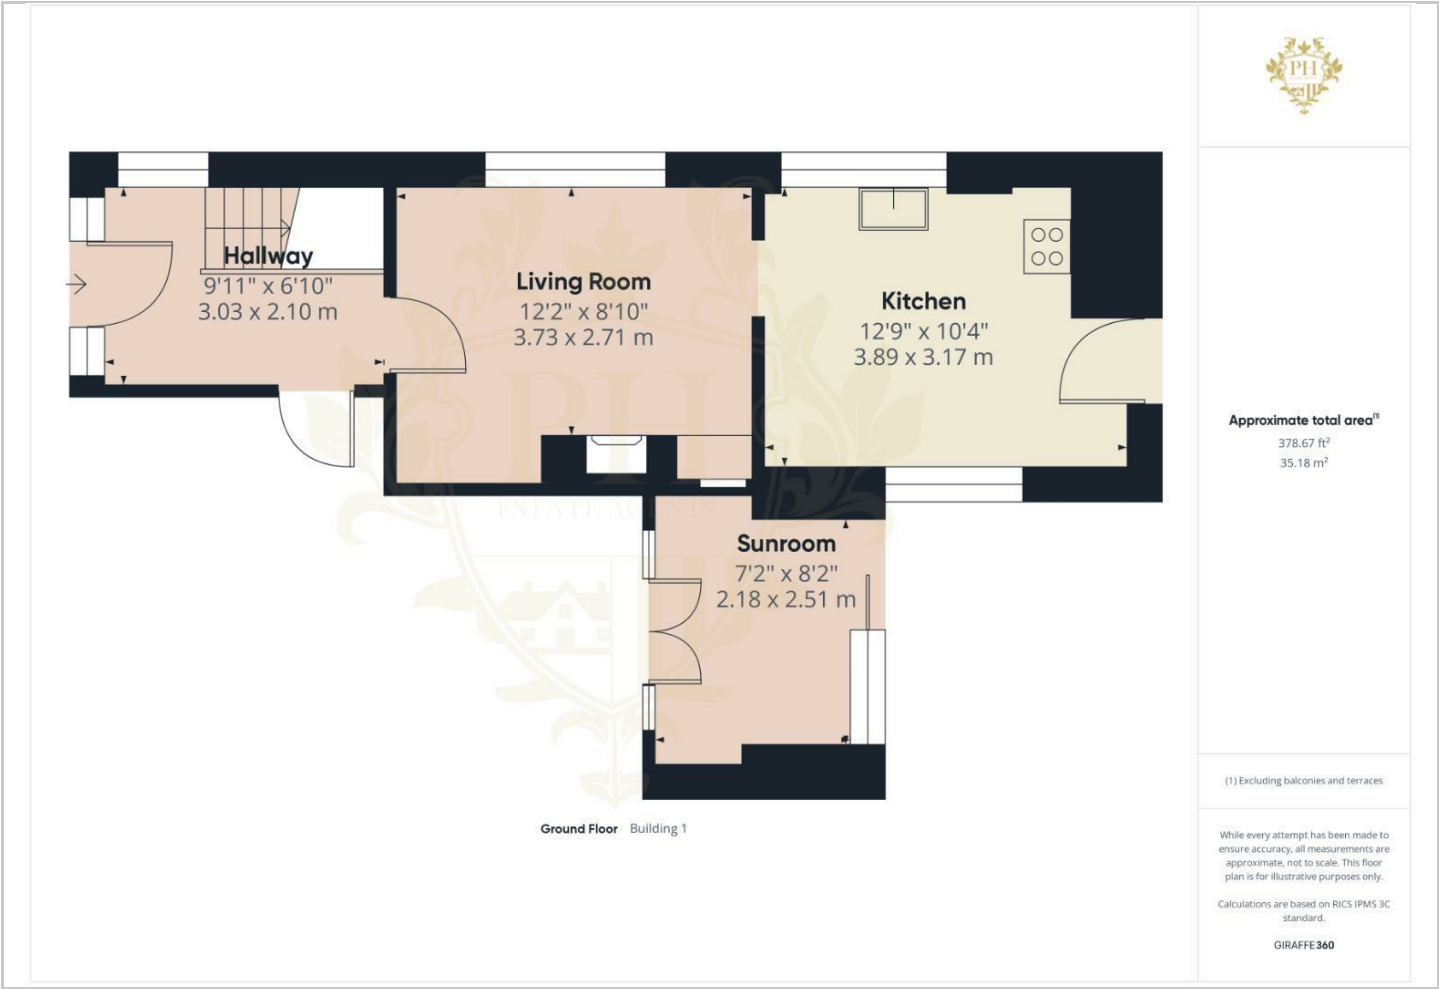 PH
Hallway
9'11" x 6'10"
3.03 x 2.10 m
Living Room
12'2" x 8'10"
3.73 x 2.71 m
Kitchen
12'9" x 10'4"
3.89 x 3.17 m
PH
ESTATE AGENTS
Sunroom
7'2" x 8'2"
2.18 x 2.51 m
Ground Floor Building 1
Approximate total area(1)
378.67 ft²
35.18 m²
(1) Excluding balconies and terraces
While every attempt has been made to
ensure accuracy, all measurements are
approximate, not to scale. This floor
plan is for illustrative purposes only.
Calculations are based on RICS IPMS 3C
standard.
GIRAFFE360